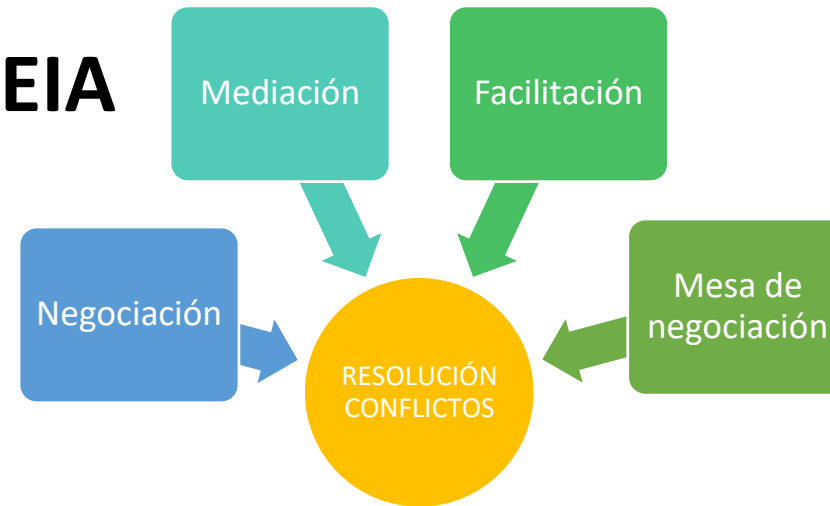 EIA
Mediación
Facilitación
Negociación
Mesa de
negociación
RESOLUCIÓN
CONFLICTOS